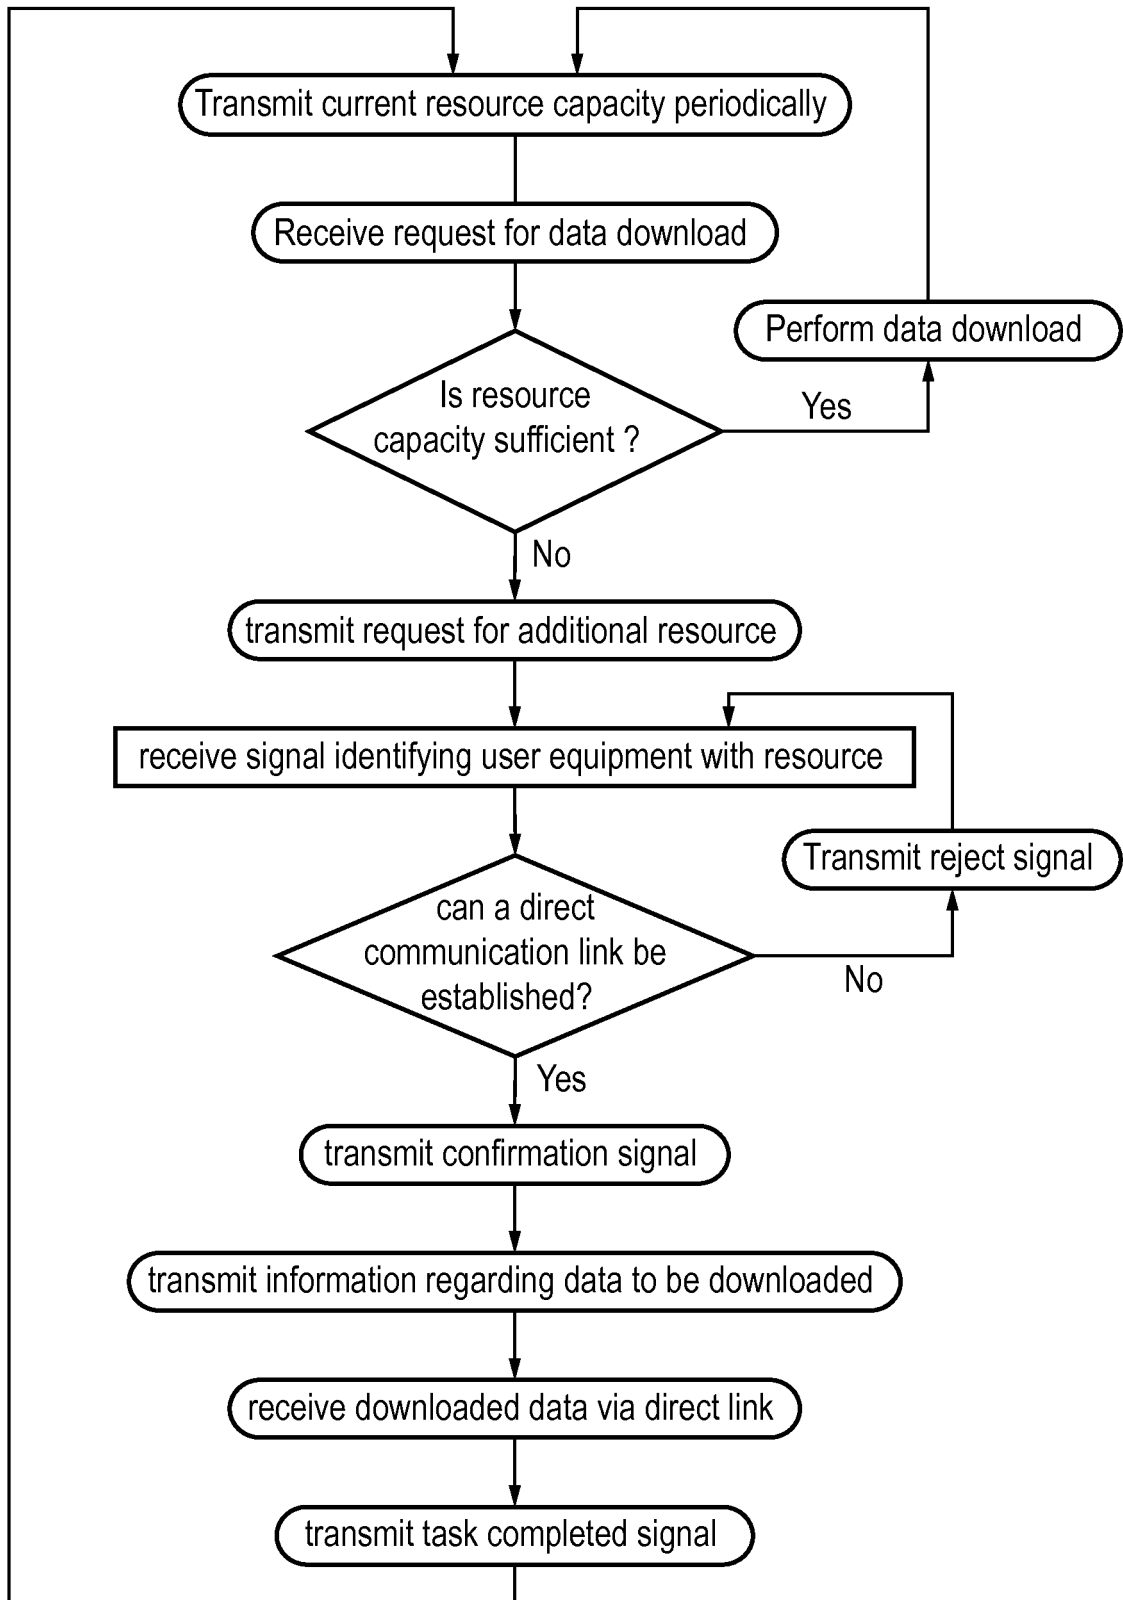 Transmit current resource capacity periodically
Receive request for data download
Perform data download
Is resource
capacity sufficient ?
Yes
No
transmit request for additional resource
receive signal identifying user equipment with resource
Transmit reject signal
can a direct
communication link be
established?
No
Yes
transmit confirmation signal
transmit information regarding data to be downloaded
receive downloaded data via direct link
transmit task completed signal